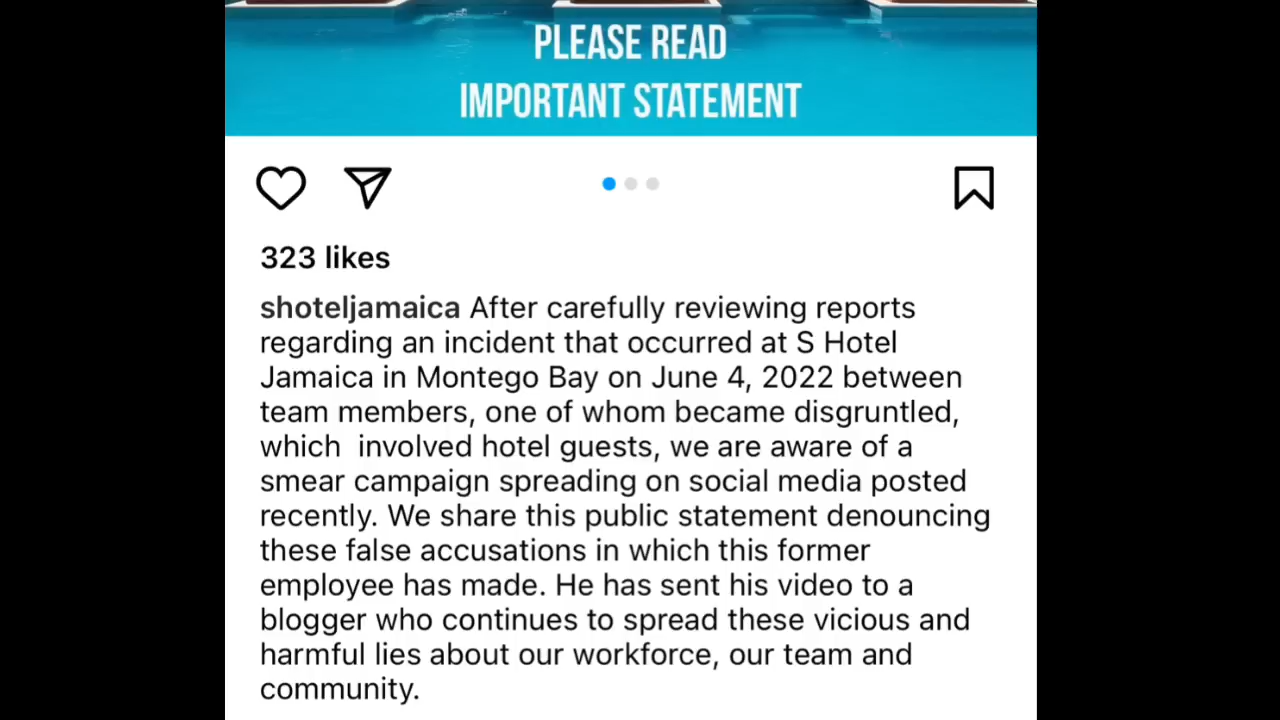 PLEASE READ
IMPORTANT STATEMENT
323 likes
shoteljamaica After carefully reviewing reports
regarding an incident that occurred at S Hotel
Jamaica in Montego Bay on June 4, 2022 between
team members, one of whom became disgruntled,
which  involved hotel guests, we are aware of a
smear campaign spreading on social media posted
recently. We share this public statement denouncing
these false accusations in which this former
employee has made. He has sent his video to a
blogger who continues to spread these vicious and
harmful lies about our workforce, our team and
community.